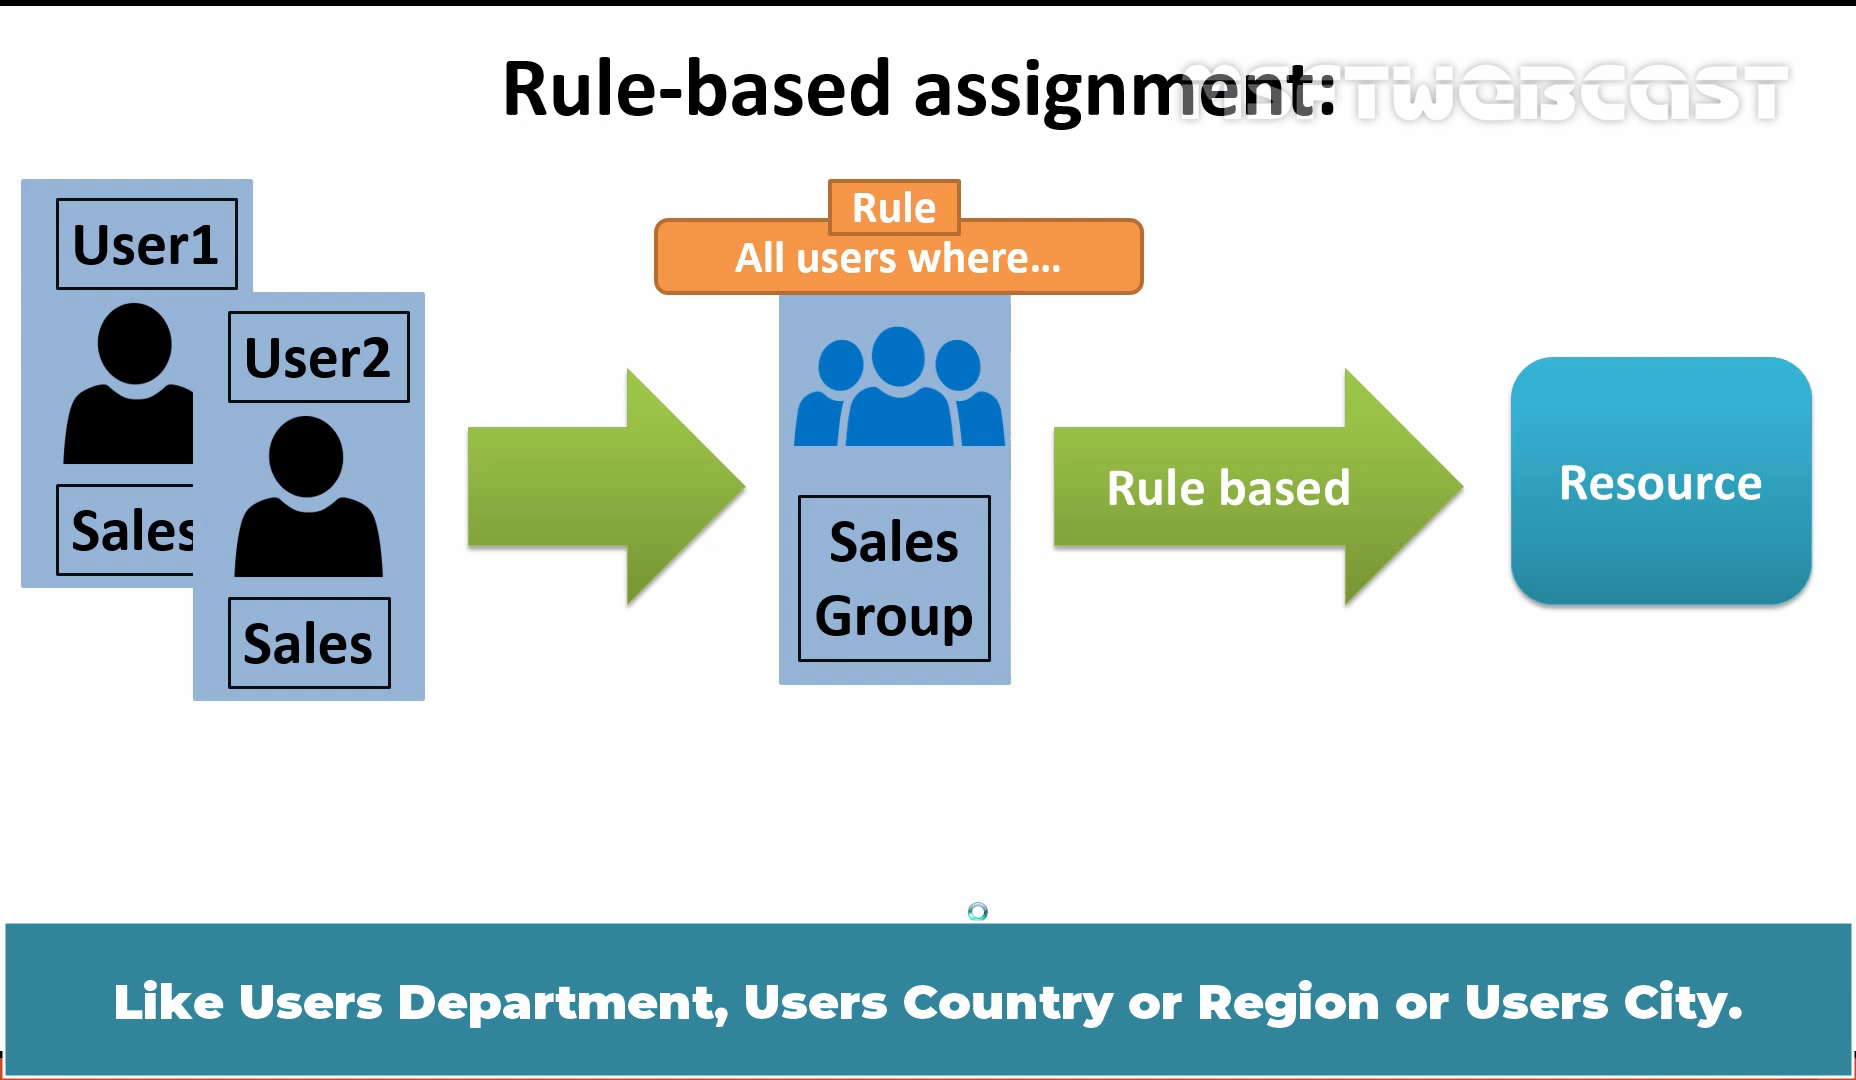 Rule-based assignment:
MSFTWEBCAST
User1
Sales
User2
Sales
Rule
All users where...
Sales
Group
Rule based
Resource
Like Users Department, Users Country or Region or Users City.